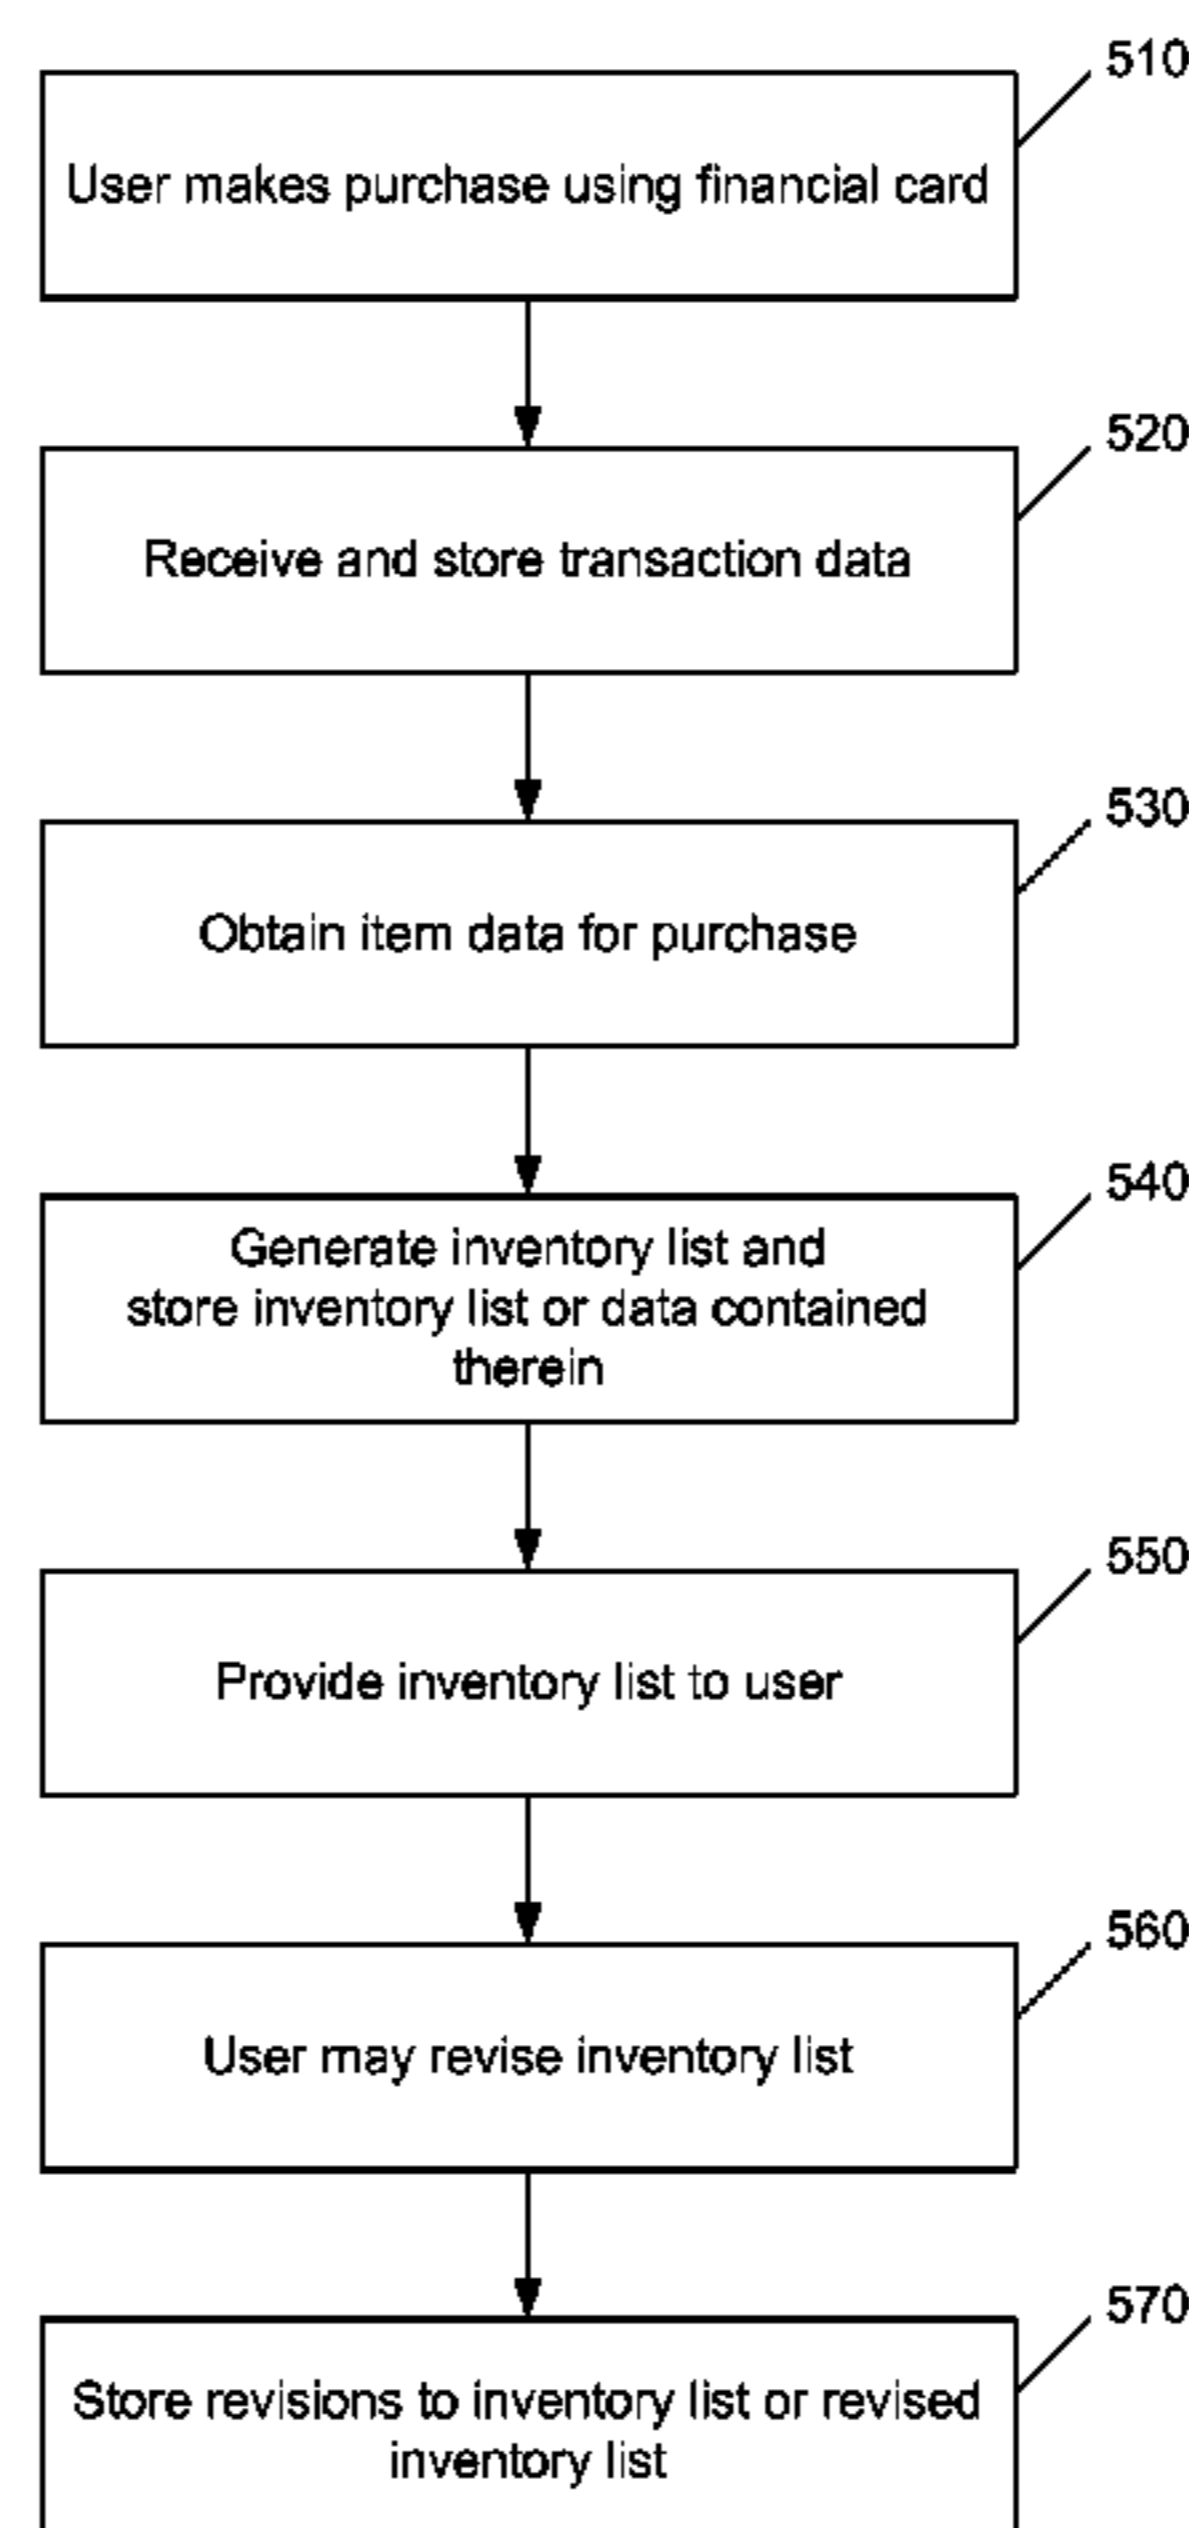 510
User makes purchase using financial card
520
Receive and store transaction data
530
Obtain item data for purchase
540
Generate inventory list and
store inventory list or data contained
therein
550
Provide inventory list to user
560
User may revise inventory list
570
Store revisions to inventory list or revised
inventory list